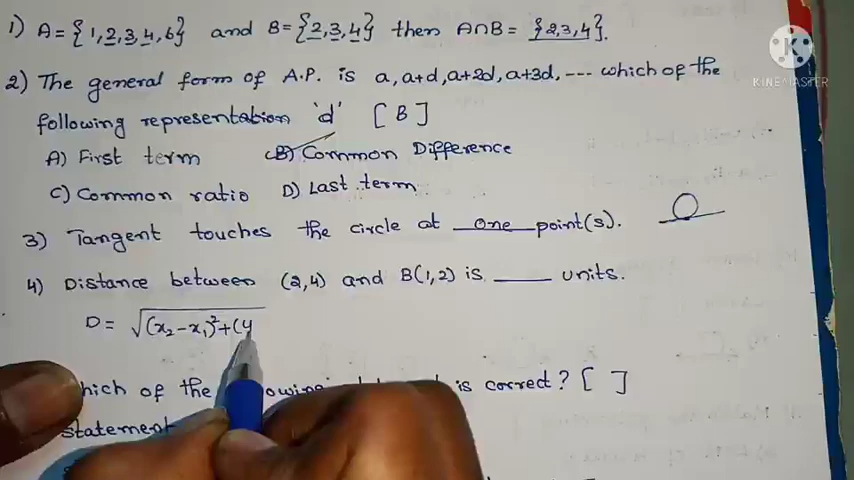 1) A = {1, 2, 3, 4, 6} and B = {2, 3, 4} then A∩B = {2, 3, 4}.
2) The general form of A.P. is a, a+d, a+2d, a+3d, --- which of the
following representation 'd' [ B ]
A) First term B) Common Difference
C) Common ratio D) Last term
3) Tangent touches the circle at one point(s).
4) Distance between (2,4) and B(1,2) is ____ units.
D = √(x₂-x₁)²+(y
of the is correct? [ ]
statement
K
KINEMASTER